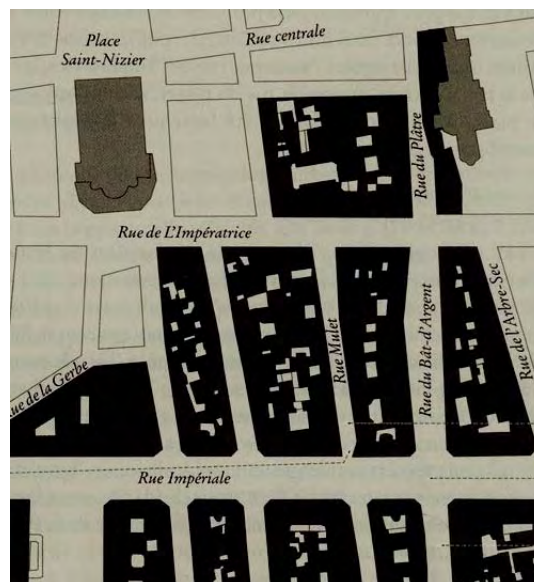 Place
Saint-Nizier
Rue centrale
Rue du Plâtre
Rue de L'Impératrice
Rue de l'Arbre-Sec
Rue Mulet
Rue du Bât-d'Argent
Rue de la Gerbe
Rue Impériale